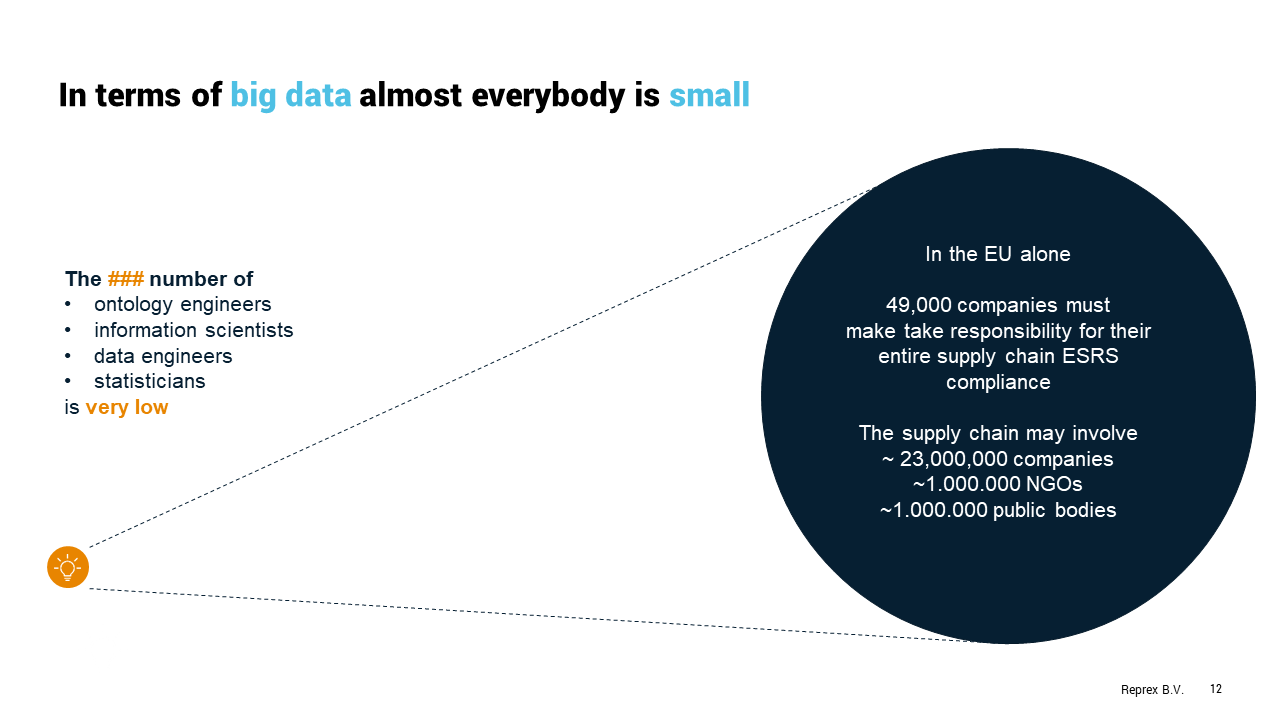 In terms of big data almost everybody is small
The ### number of
• ontology engineers
• information scientists
• data engineers
• statisticians
is very low
In the EU alone
49,000 companies must
make take responsibility for their
entire supply chain ESRS
compliance
The supply chain may involve
~ 23,000,000 companies
~1.000.000 NGOs
~1.000.000 public bodies
Reprex B.V. 12